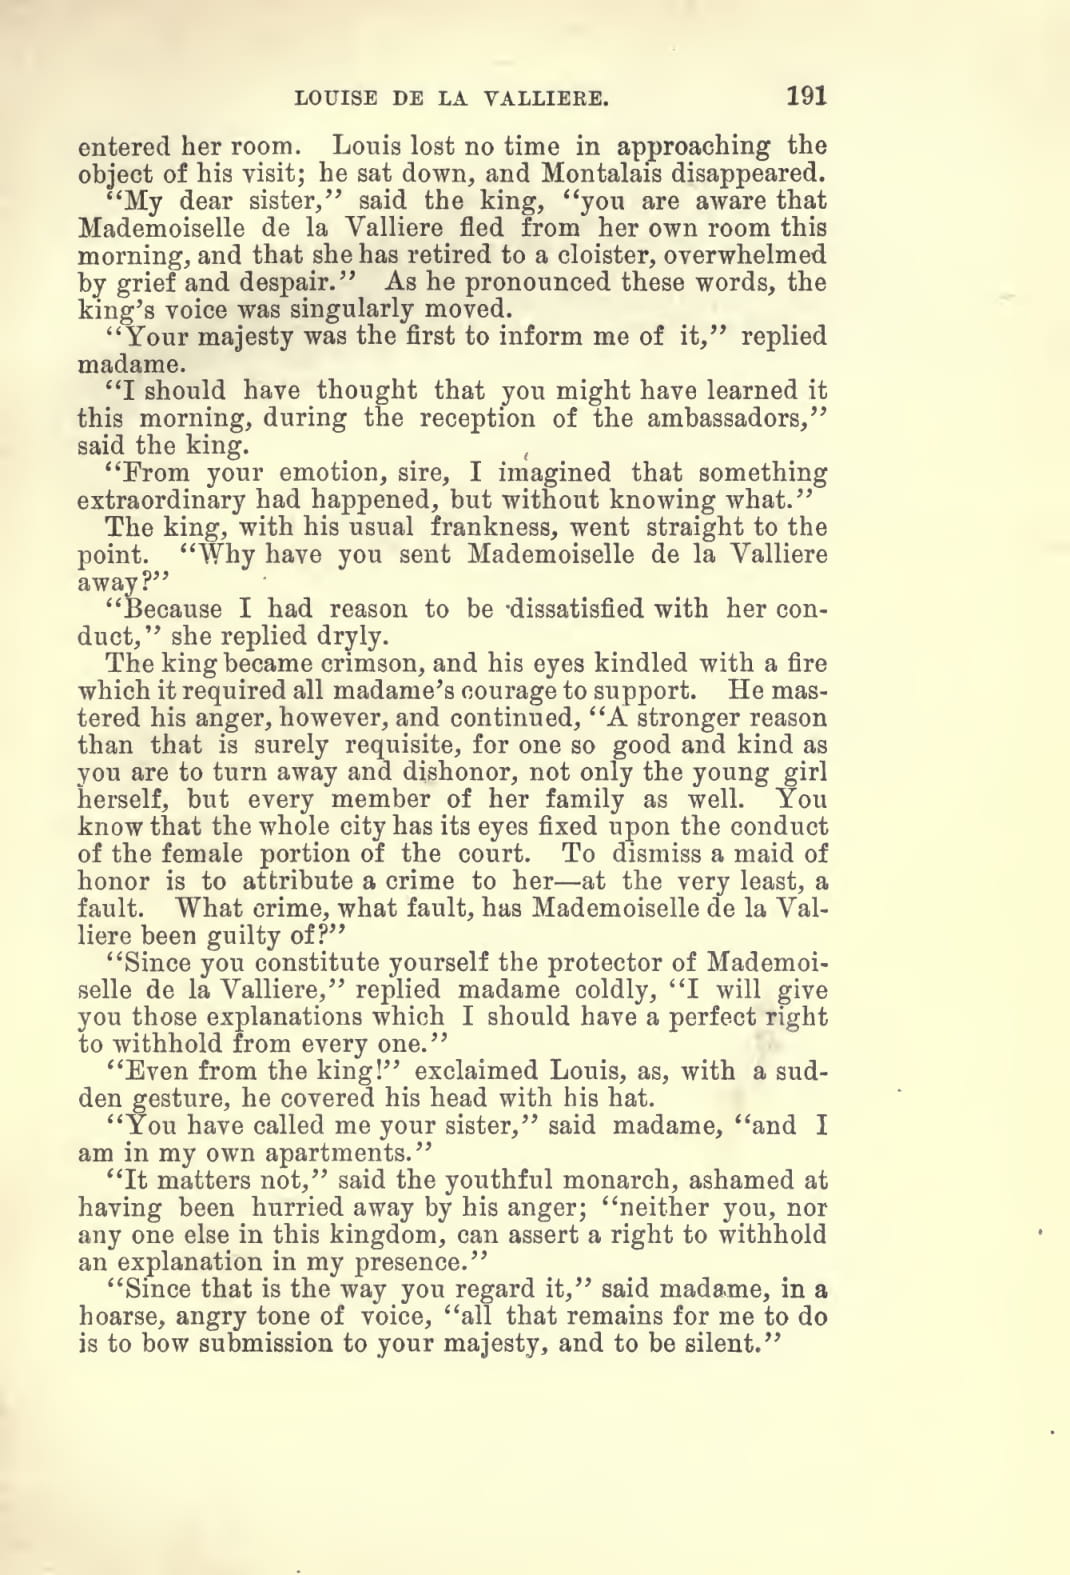 LOUISE DE LA VALLIERE. 191
entered her room. Louis lost no time in approaching the
object of his visit; he sat down, and Montalais disappeared.
“My dear sister,” said the king, “you are aware that
Mademoiselle de la Valliere fled from her own room this
morning, and that she has retired to a cloister, overwhelmed
by grief and despair.” As he pronounced these words, the
king’s voice was singularly moved.
“Your majesty was the first to inform me of it,” replied
madame.
“I should have thought that you might have learned it
this morning, during the reception of the ambassadors,”
said the king.
“From your emotion, sire, I imagined that something
extraordinary had happened, but without knowing what.”
The king, with his usual frankness, went straight to the
point. “Why have you sent Mademoiselle de la Valliere
away?”
“Because I had reason to be dissatisfied with her con-
duct,” she replied dryly.
The king became crimson, and his eyes kindled with a fire
which it required all madame’s courage to support. He mas-
tered his anger, however, and continued, “A stronger reason
than that is surely requisite, for one so good and kind as
you are to turn away and dishonor, not only the young girl
herself, but every member of her family as well. You
know that the whole city has its eyes fixed upon the conduct
of the female portion of the court. To dismiss a maid of
honor is to attribute a crime to her—at the very least, a
fault. What crime, what fault, has Mademoiselle de la Val-
liere been guilty of?”
“Since you constitute yourself the protector of Mademoi-
selle de la Valliere,” replied madame coldly, “I will give
you those explanations which I should have a perfect right
to withhold from every one.”
“Even from the king!” exclaimed Louis, as, with a sud-
den gesture, he covered his head with his hat.
“You have called me your sister,” said madame, “and I
am in my own apartments.”
“It matters not,” said the youthful monarch, ashamed at
having been hurried away by his anger; “neither you, nor
any one else in this kingdom, can assert a right to withhold
an explanation in my presence.”
“Since that is the way you regard it,” said madame, in a
hoarse, angry tone of voice, “all that remains for me to do
is to bow submission to your majesty, and to be silent.”